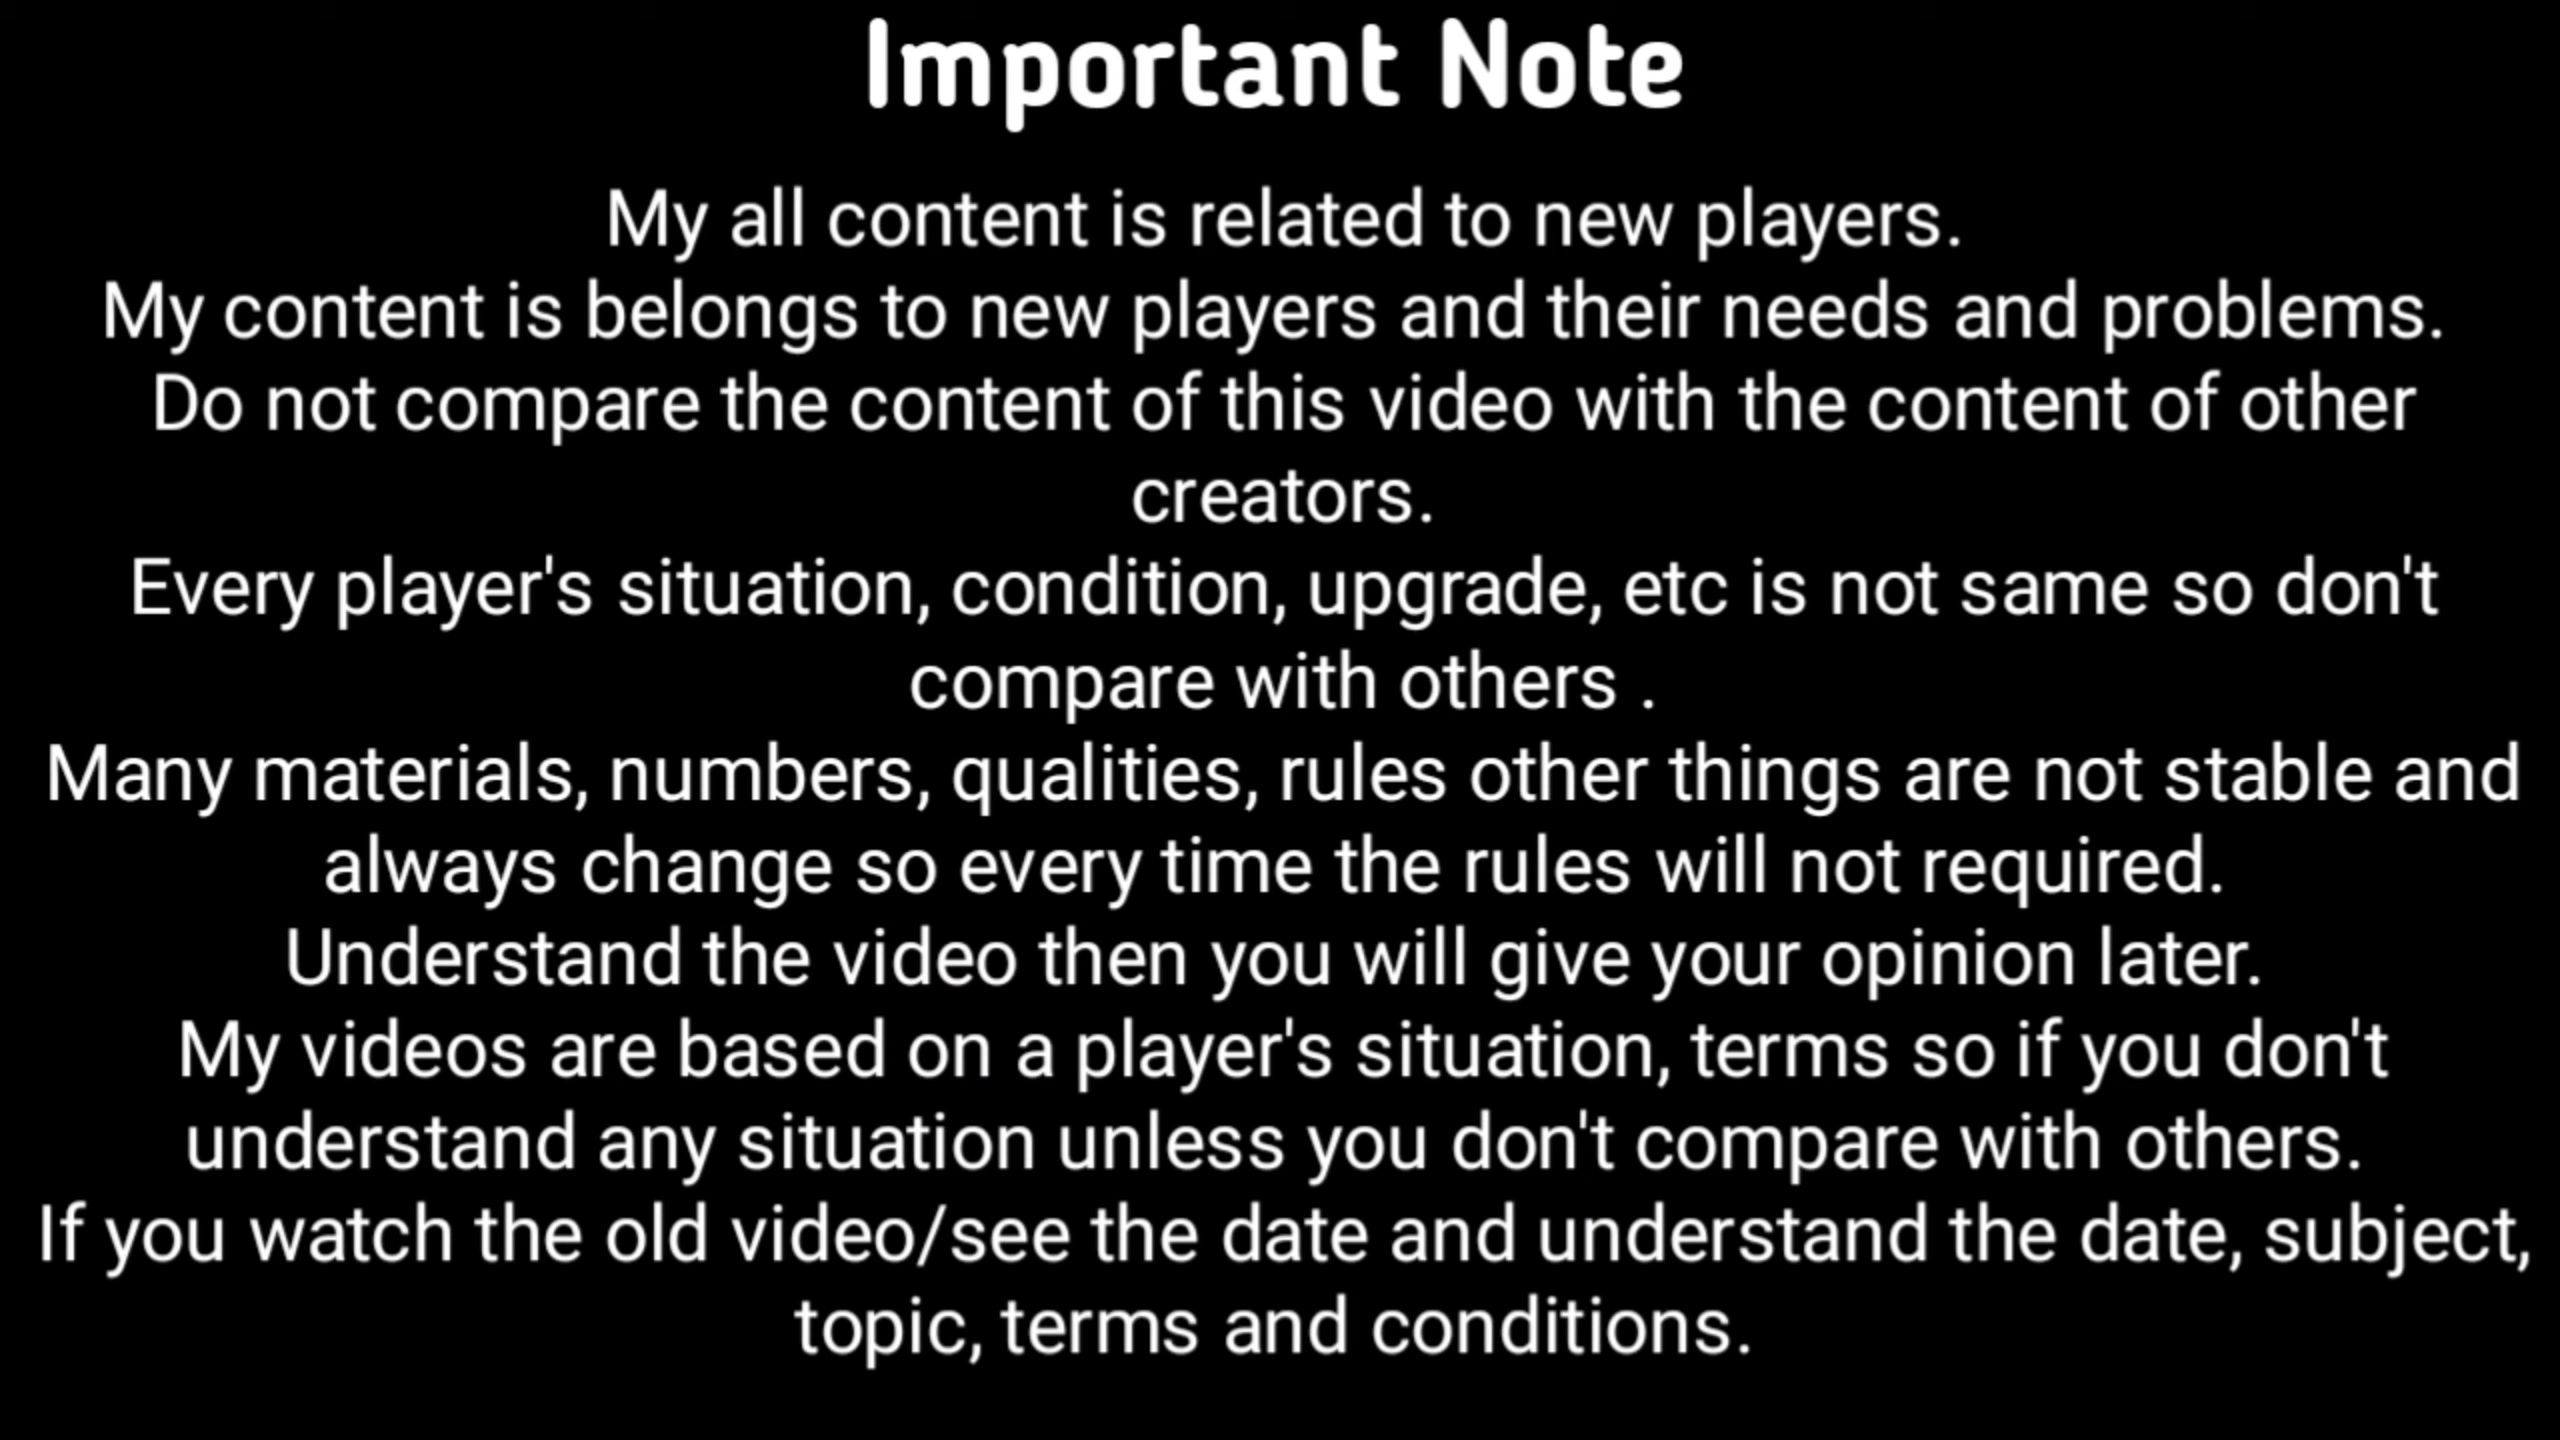 Important Note
My all content is related to new players.
My content is belongs to new players and their needs and problems.
Do not compare the content of this video with the content of other
creators.
Every player's situation, condition, upgrade, etc is not same so don't
compare with others .
Many materials, numbers, qualities, rules other things are not stable and
always change so every time the rules will not required.
Understand the video then you will give your opinion later.
My videos are based on a player's situation, terms so if you don't
understand any situation unless you don't compare with others.
If you watch the old video/see the date and understand the date, subject,
topic, terms and conditions.